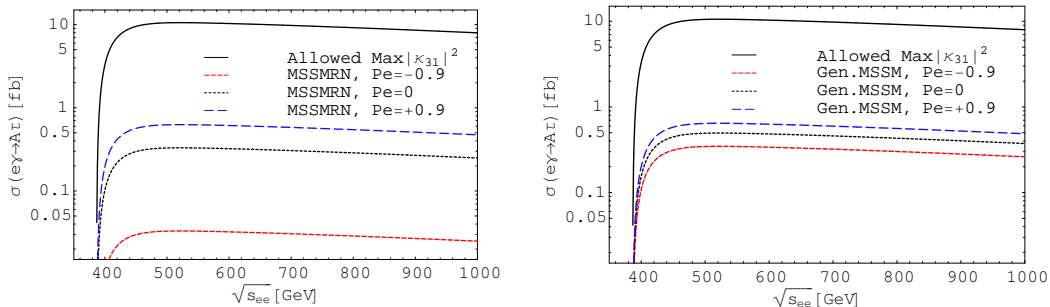 σ(eγ→Aτ)[fb]
10
5
1
0.5
0.1
0.05
Allowed Max|κ₃₁|²
MSSMRN, Pe=-0.9
MSSMRN, Pe=0
MSSMRN, Pe=+0.9
400 500 600 700 800 900 1000
√s_ee[GeV]
σ(eγ→Aτ)[fb]
10
5
1
0.5
0.1
0.05
Allowed Max|κ₃₁|²
Gen.MSSM, Pe=-0.9
Gen.MSSM, Pe=0
Gen.MSSM, Pe=+0.9
400 500 600 700 800 900 1000
√s_ee[GeV]